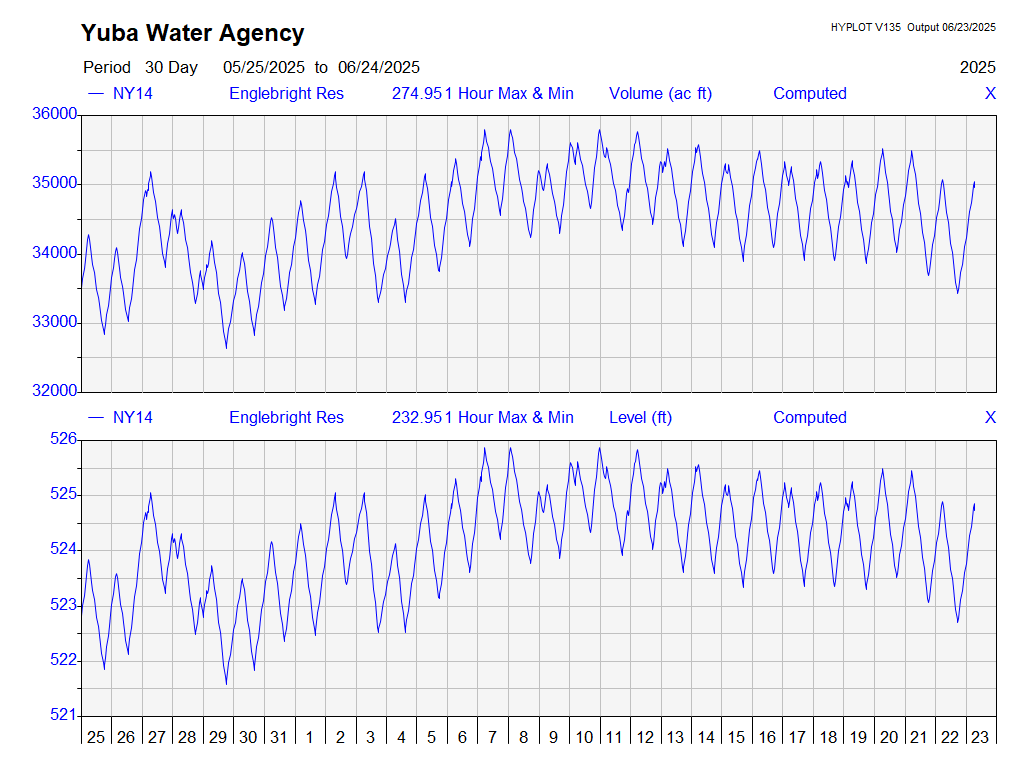 Yuba Water Agency
HYPLOT V135 Output 06/23/2025
Period 30 Day 05/25/2025 to 06/24/2025 2025
NY14 Englebright Res 274.951 Hour Max & Min Volume (ac ft) Computed X
36000
35000
34000
33000
32000
NY14 Englebright Res 232.951 Hour Max & Min Level (ft) Computed X
526
525
524
523
522
521
25 26 27 28 29 30 31 1 2 3 4 5 6 7 8 9 10 11 12 13 14 15 16 17 18 19 20 21 22 23